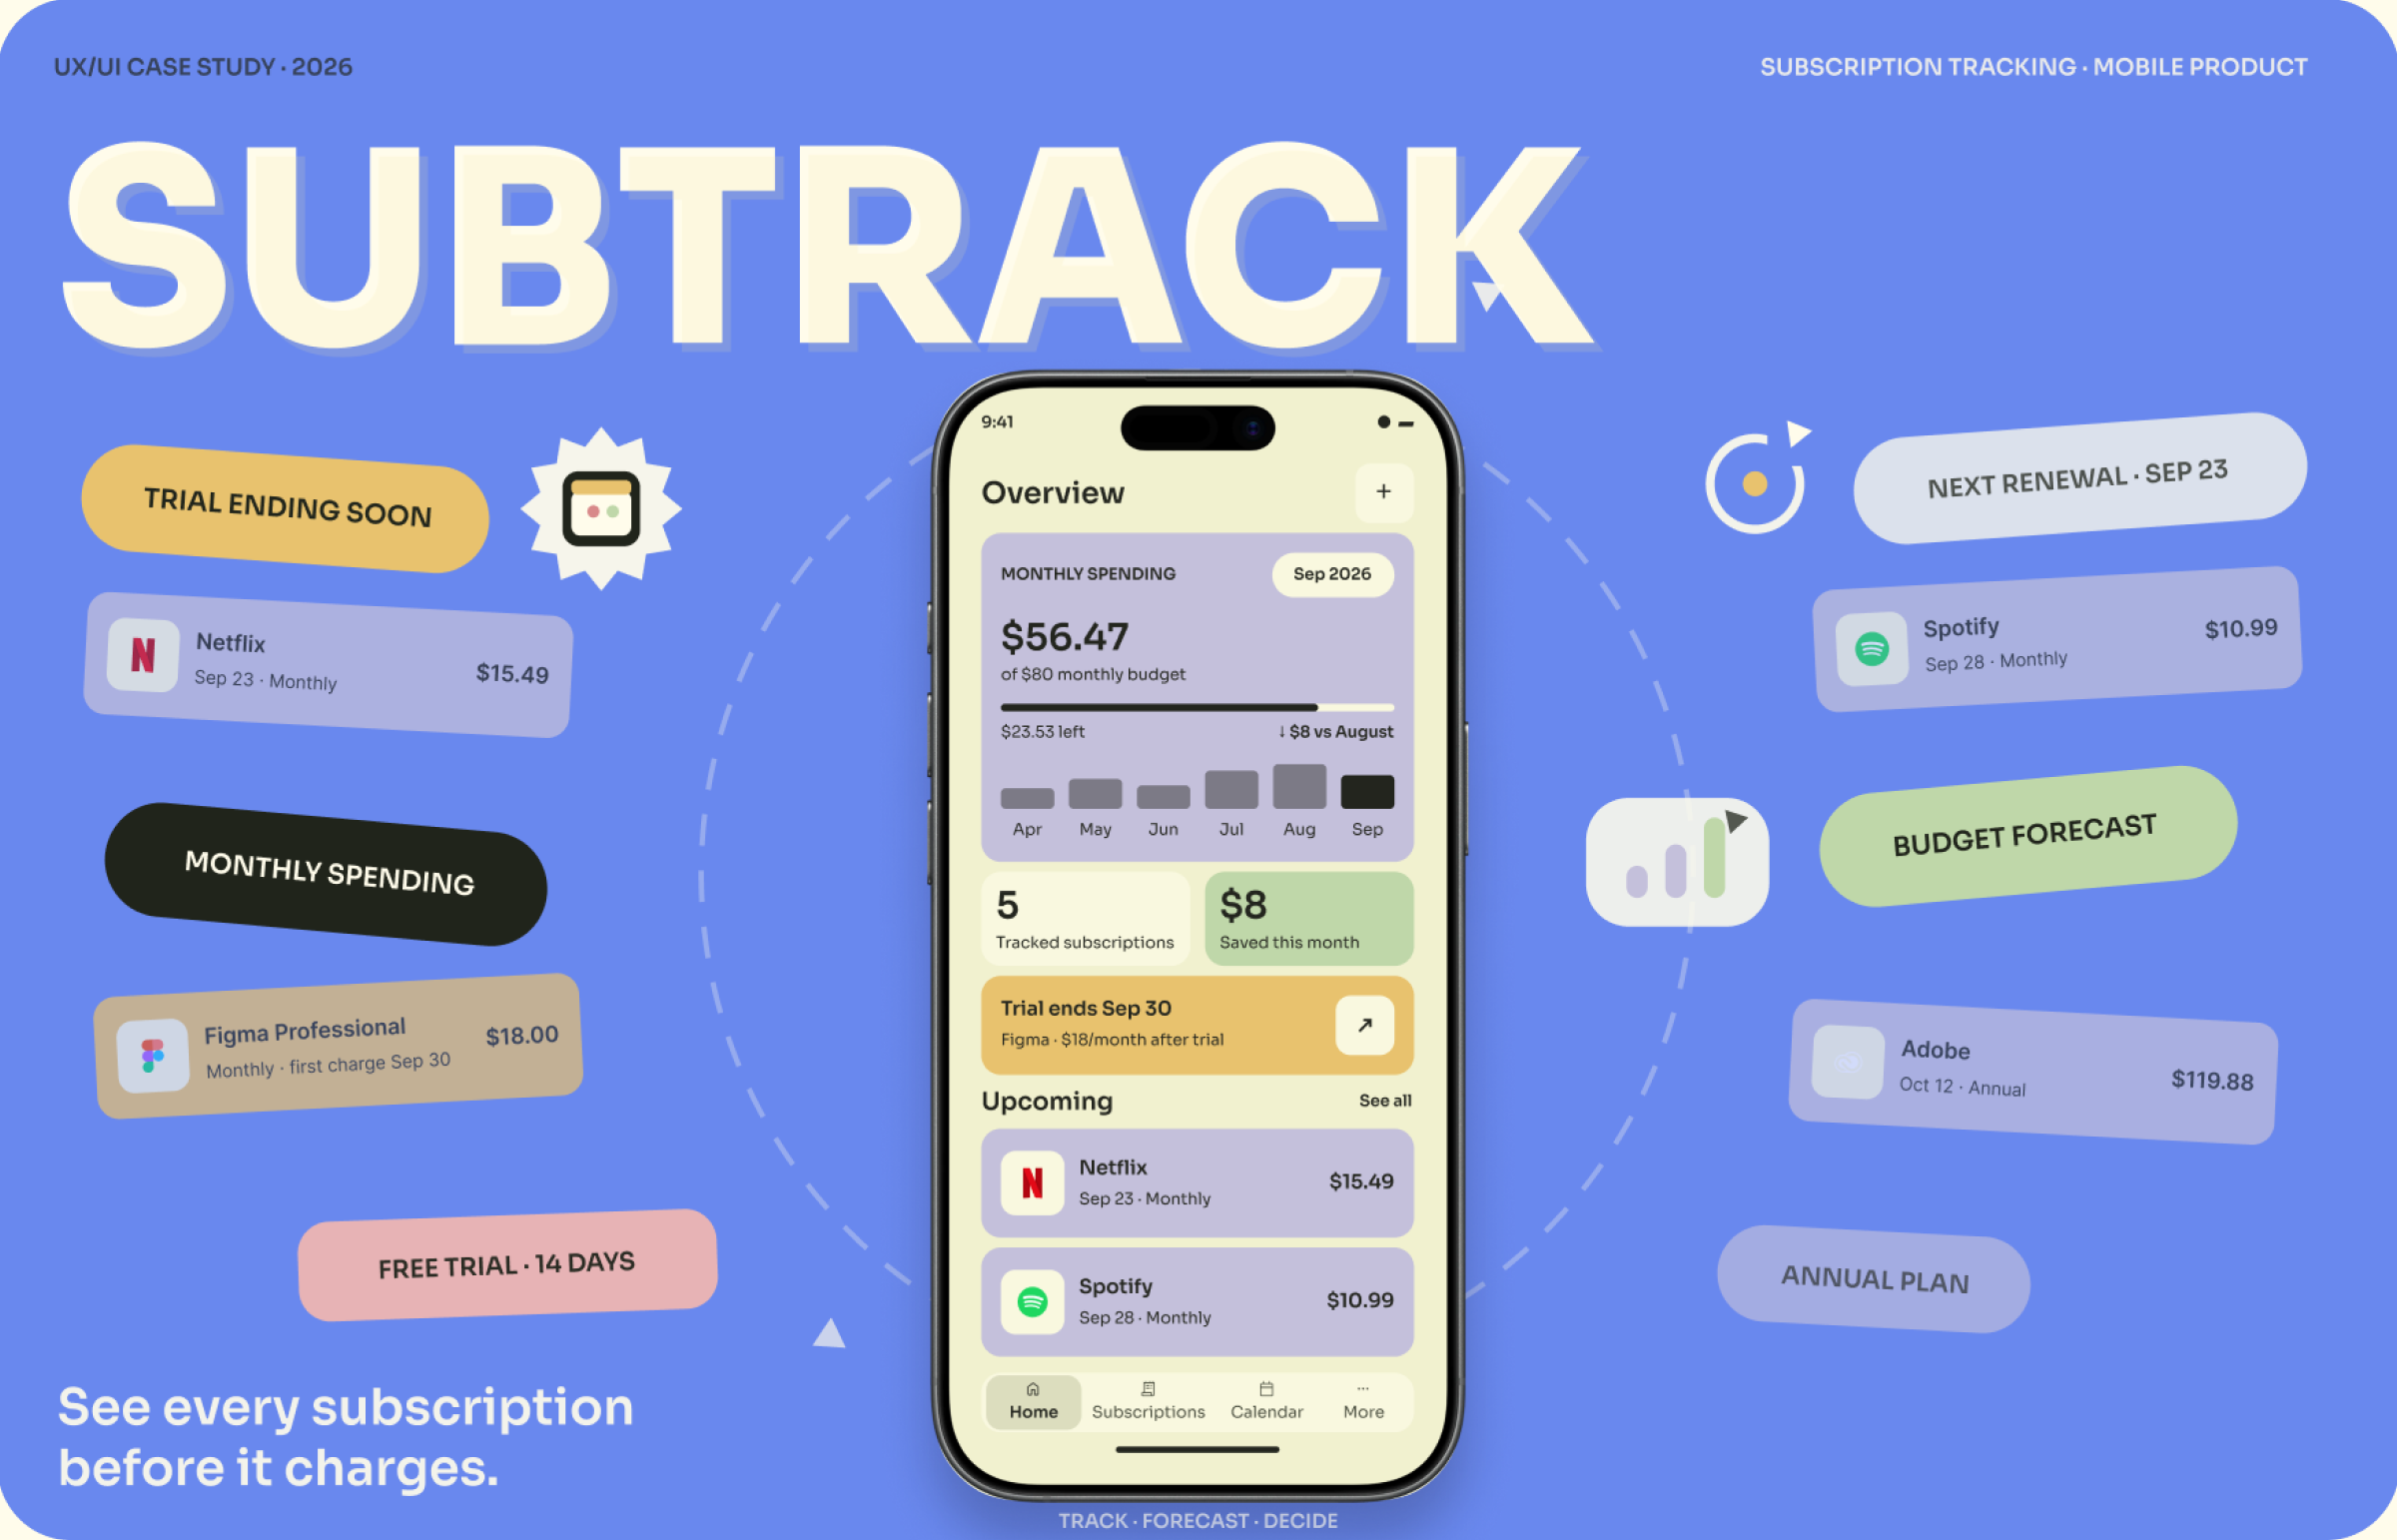 UX/UI CASE STUDY · 2026
SUBSCRIPTION TRACKING · MOBILE PRODUCT
SUBTRACK
TRIAL ENDING SOON
Netflix
Sep 23 · Monthly
$15.49
MONTHLY SPENDING
Figma Professional
Monthly · first charge Sep 30
$18.00
FREE TRIAL · 14 DAYS
See every subscription
before it charges.
9:41
Overview
+
MONTHLY SPENDING
Sep 2026
$56.47
of $80 monthly budget
$23.53 left
↓ $8 vs August
Apr May Jun Jul Aug Sep
5
Tracked subscriptions
$8
Saved this month
Trial ends Sep 30
Figma · $18/month after trial
Upcoming
See all
N
Netflix
Sep 23 · Monthly
$15.49
Spotify
Sep 28 · Monthly
$10.99
Home Subscriptions Calendar More
TRACK · FORECAST · DECIDE
NEXT RENEWAL · SEP 23
Spotify
Sep 28 · Monthly
$10.99
BUDGET FORECAST
Adobe
Oct 12 · Annual
$119.88
ANNUAL PLAN